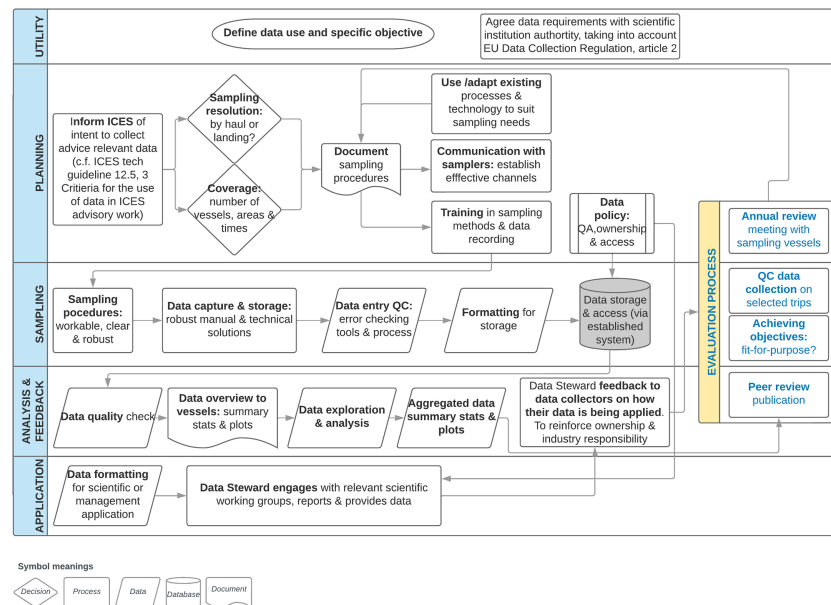 UTILITY
Define data use and specific objective
Agree data requirements with scientific
institution authortity, taking into account
EU Data Collection Regulation, article 2
PLANNING
Inform ICES of
intent to collect
advice relevant data
(c.f. ICES tech
guideline 12.5, 3
Critieria for the use
of data in ICES
advisory work)
Sampling
resolution:
by haul or
landing?
Coverage:
number of
vessels, areas &
times
Document
sampling
procedures
Use /adapt existing
processes &
technology to suit
sampling needs
Communication with
samplers: establish
efffective channels
Training in sampling
methods & data
recording
Data
policy:
QA,ownership
& access
EVALUATION PROCESS
Annual review
meeting with
sampling vessels
QC data
collection on
selected trips
Achieving
objectives:
fit-for-purpose?
Peer review
publication
SAMPLING
Sampling
pocedures:
workable, clear
& robust
Data capture & storage:
robust manual & technical
solutions
Data entry QC:
error checking
tools & process
Formatting for
storage
Data storage
& access (via
established
system)
ANALYSIS &
FEEDBACK
Data quality check
Data overview to
vessels: summary
stats & plots
Data exploration
& analysis
Aggregated data
summary stats &
plots
Data Steward feedback to
data collectors on how
their data is being applied.
To reinforce ownership &
industry responsibility
APPLICATION
Data formatting
for scientific or
management
application
Data Steward engages with relevant scientific
working groups, reports & provides data
Symbol meanings
Decision
Process
Data
Database
Document